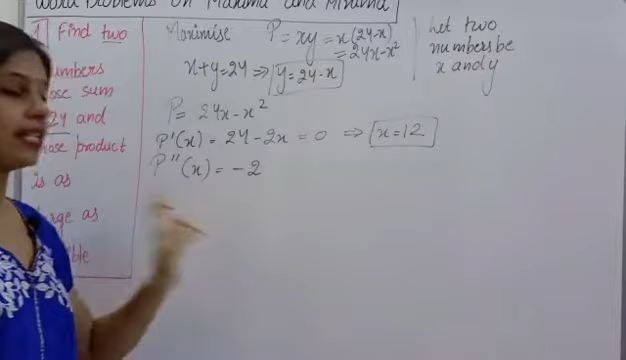 Word Problems on Maxima and Minima
1] Find two
numbers
whose sum
24 and
whose product
is as
large as
Maximise P = xy = x(24-x)
= 24x-x²
x+y=24 ⇒ y=24-x
P = 24x-x²
P'(x) = 24-2x = 0 ⇒ x=12
P''(x) = -2
Let two
numbers be
x and y